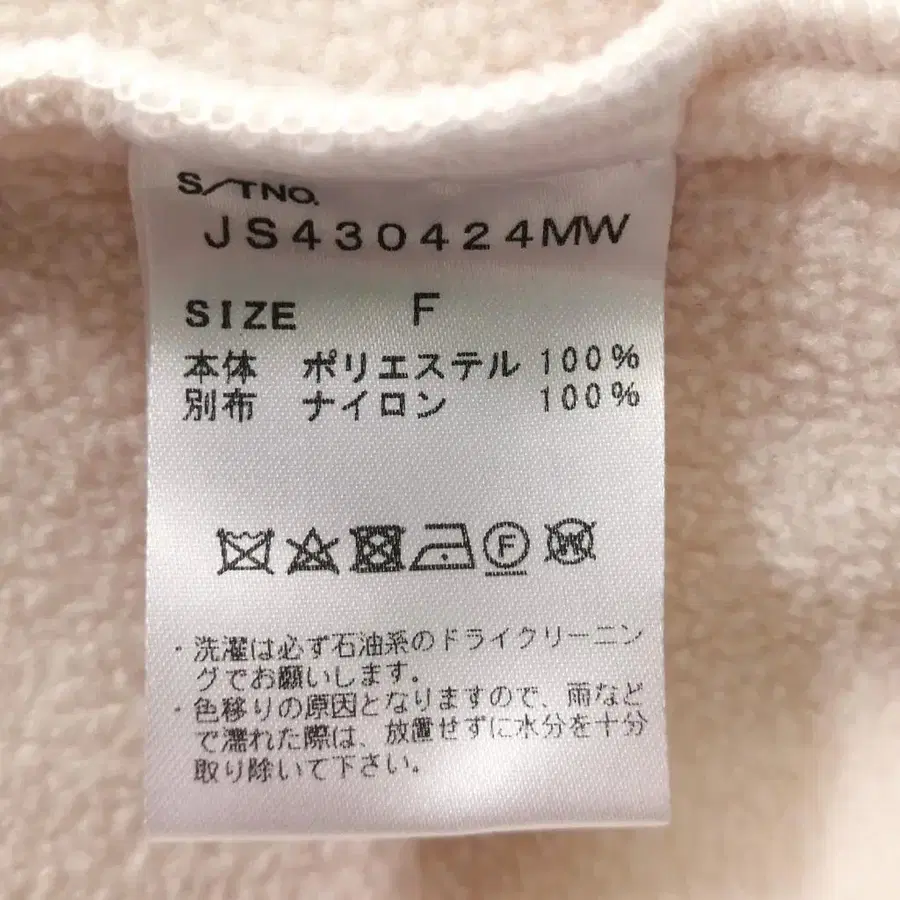 S/TNO.
JS430424MW
SIZE F
本体 ポリエステル 100%
別布 ナイロン 100%
F
W
・洗濯は必ず石油系のドライクリーニン
グでお願いします。
・色移りの原因となりますので、雨など
で濡れた際は、放置せずに水分を十分
取り除いて下さい。